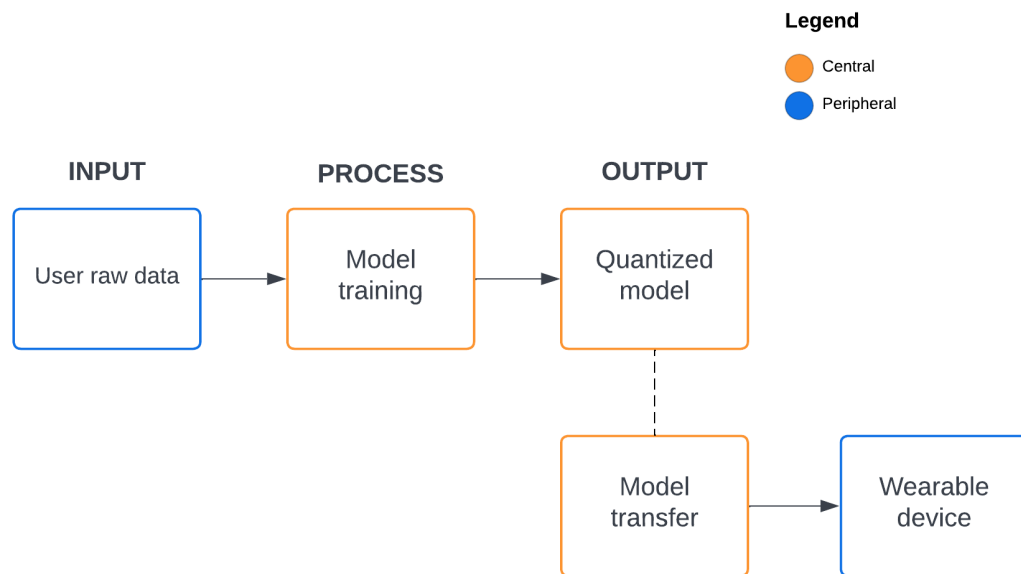 Legend
Central
Peripheral
INPUT
PROCESS
OUTPUT
User raw data
Model
training
Quantized
model
Model
transfer
Wearable
device